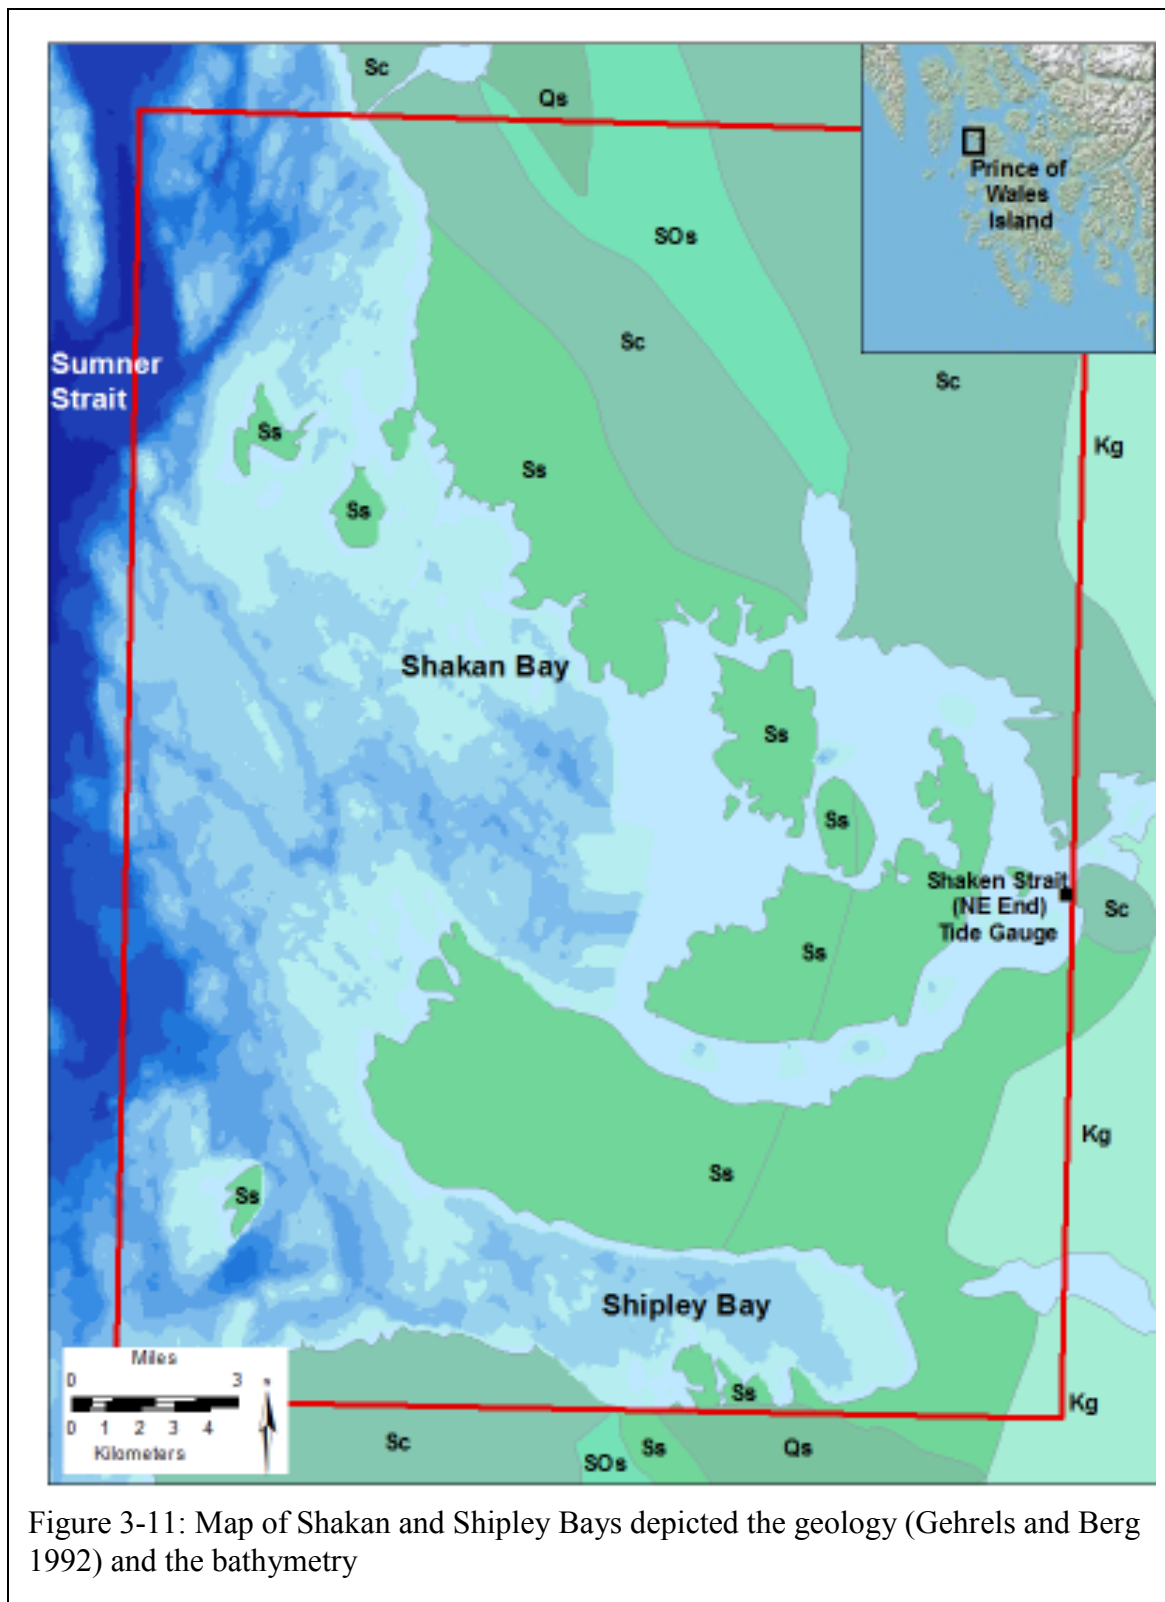 Sc
Qs
Prince of
Wales
Island
SOs
Sc
Sc
Sumner
Strait
Kg
Ss
Ss
Ss
Shakan Bay
Ss
Ss
Shaken Strait
(NE End)
Tide Gauge
Sc
Ss
Kg
Ss
Ss
Shipley Bay
Miles
0 3
0 1 2 3 4
Kilometers
N
Ss
Kg
Sc
SOs
Ss
Qs
Figure 3-11: Map of Shakan and Shipley Bays depicted the geology (Gehrels and Berg
1992) and the bathymetry